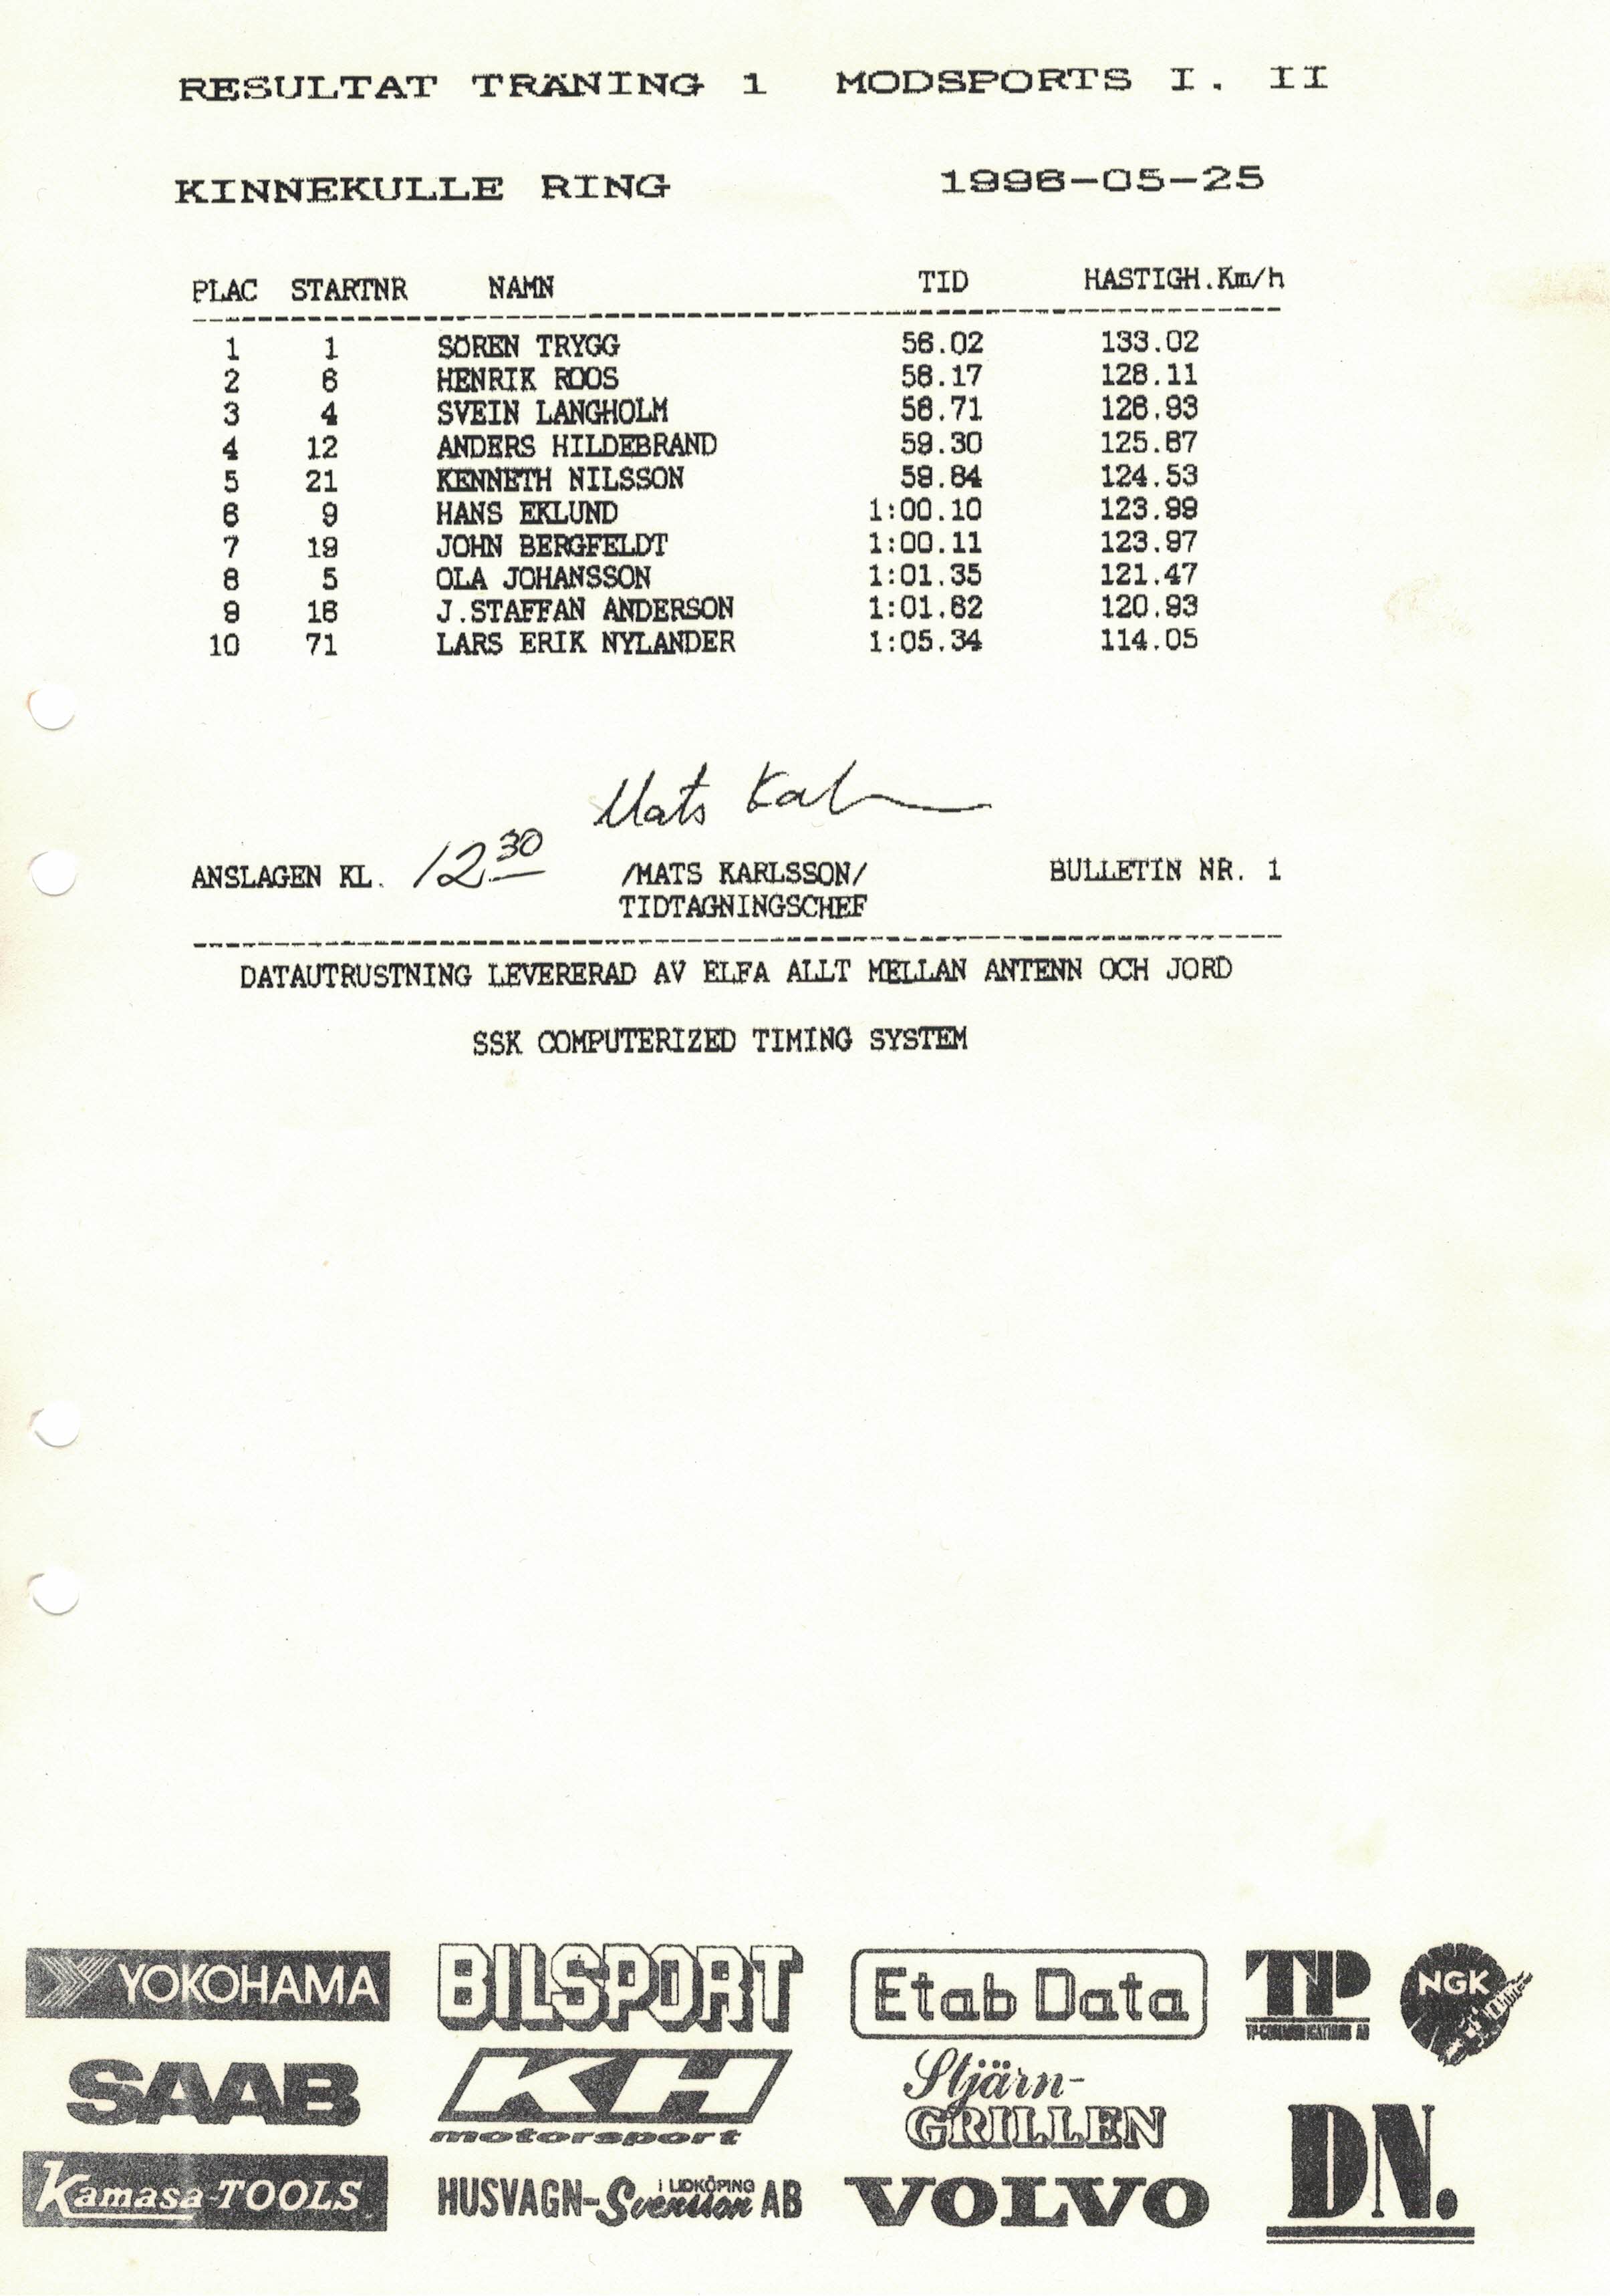 RESULTAT TRÄNING 1 MODSPORTS I. II
KINNEKULLE RING 1996-05-25
PLAC STARTNR NAMN TID HASTIGH.Km/h
1 1 SÖREN TRYGG 56.02 133.02
2 6 HENRIK ROOS 58.17 128.11
3 4 SVEIN LANGHOLM 58.71 126.93
4 12 ANDERS HILDEBRAND 59.30 125.67
5 21 KENNETH NILSSON 59.84 124.53
6 9 HANS EKLUND 1:00.10 123.99
7 19 JOHN BERGFELDT 1:00.11 123.97
8 5 OLA JOHANSSON 1:01.35 121.47
9 16 J.STAFFAN ANDERSON 1:01.62 120.93
10 71 LARS ERIK NYLANDER 1:05.34 114.05
Mats Kal
ANSLAGEN KL. 12 30 /MATS KARLSSON/ BULLETIN NR. 1
TIDTAGNINGSCHEF
DATAUTRUSTNING LEVERERAD AV ELFA ALLT MELLAN ANTENN OCH JORD
SSK COMPUTERIZED TIMING SYSTEM
YOKOHAMA BILSPORT Etab Data TP NGK
TP-COMMUNICATIONS AB
SAAB KH motorsport Stjärn-GRILLEN DN.
Kamasa-TOOLS HUSVAGN-Svensson I LIDKÖPING AB VOLVO